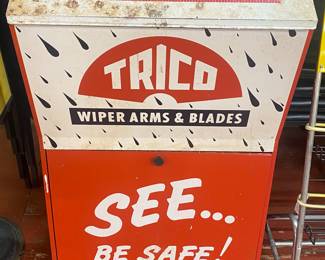 TRICO
WIPER ARMS & BLADES
SEE...
BE SAFE!